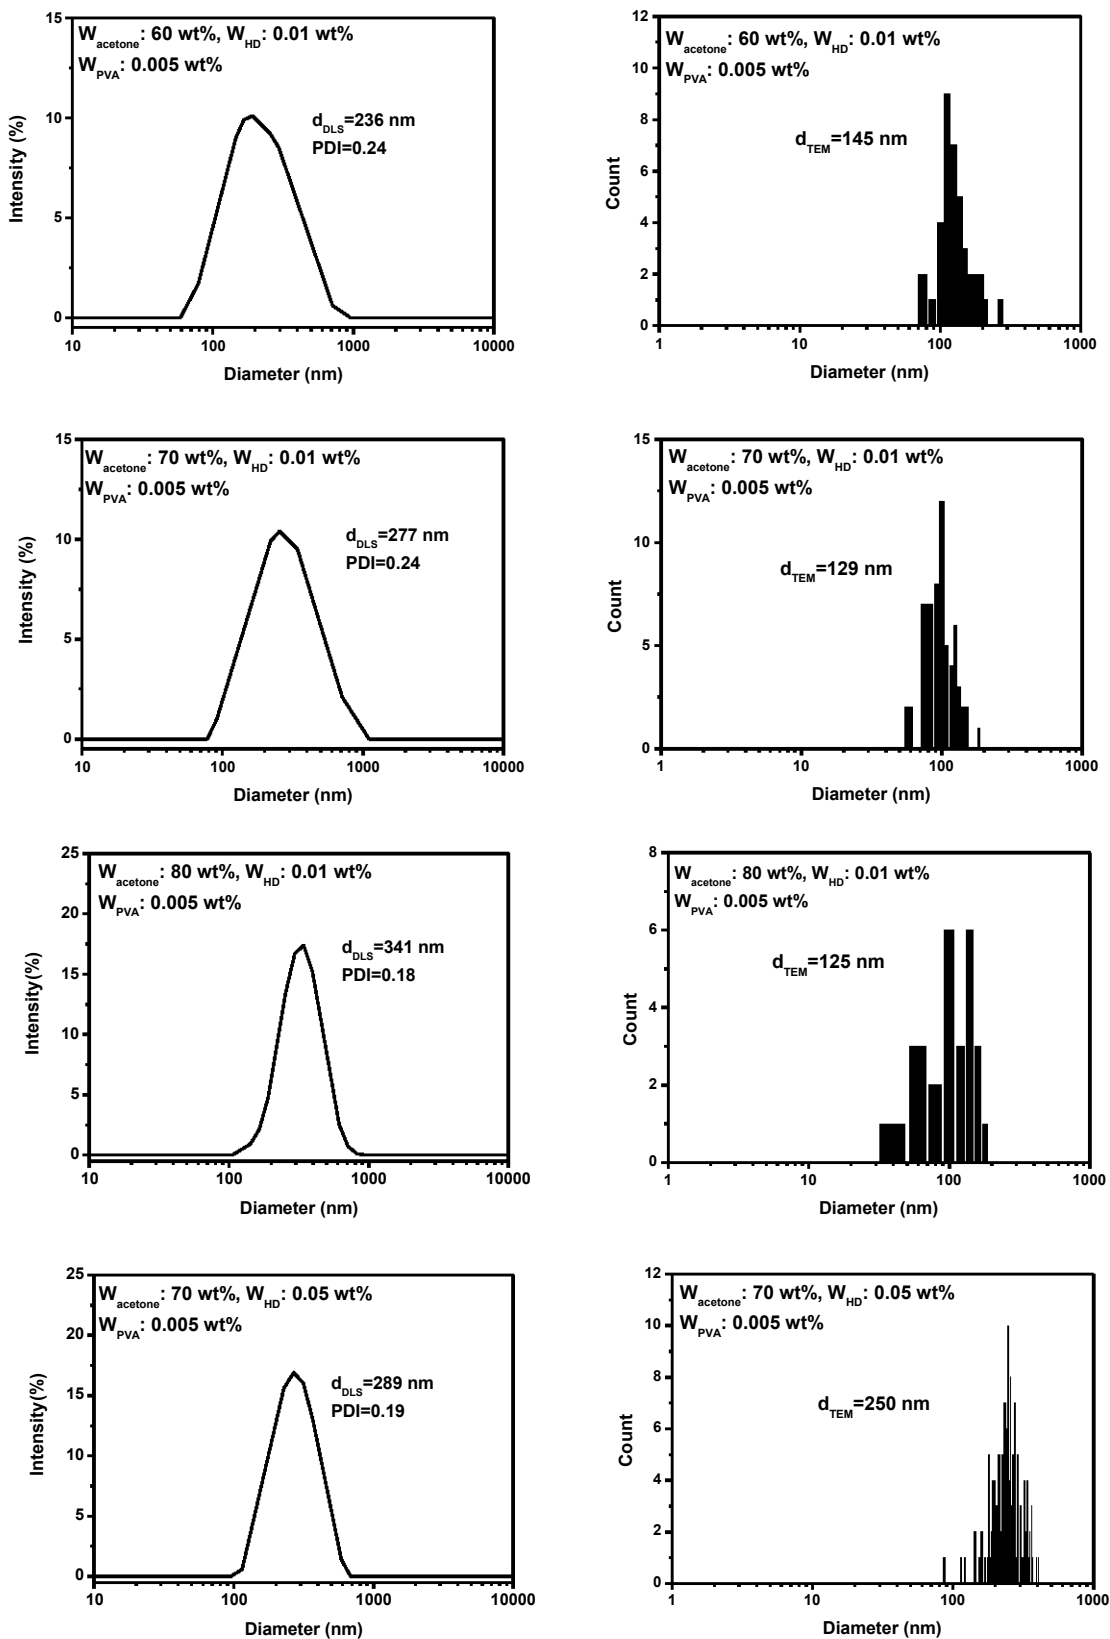 15
W_acetone: 60 wt%, W_HD: 0.01 wt%
W_PVA: 0.005 wt%
10
d_DLS=236 nm
PDI=0.24
5
0
Intensity (%)
10 100 1000 10000
Diameter (nm)
12
W_acetone: 60 wt%, W_HD: 0.01 wt%
10
W_PVA: 0.005 wt%
8
d_TEM=145 nm
6
4
2
0
Count
1 10 100 1000
Diameter (nm)
15
W_acetone: 70 wt%, W_HD: 0.01 wt%
W_PVA: 0.005 wt%
10
d_DLS=277 nm
PDI=0.24
5
0
Intensity (%)
10 100 1000 10000
Diameter (nm)
15
W_acetone: 70 wt%, W_HD: 0.01 wt%
W_PVA: 0.005 wt%
10
d_TEM=129 nm
5
0
Count
1 10 100 1000
Diameter (nm)
25
W_acetone: 80 wt%, W_HD: 0.01 wt%
W_PVA: 0.005 wt%
20
d_DLS=341 nm
PDI=0.18
15
10
5
0
Intensity(%)
10 100 1000 10000
Diameter (nm)
8
W_acetone: 80 wt%, W_HD: 0.01 wt%
W_PVA: 0.005 wt%
6
d_TEM=125 nm
4
2
0
Count
1 10 100 1000
Diameter (nm)
25
W_acetone: 70 wt%, W_HD: 0.05 wt%
W_PVA: 0.005 wt%
20
d_DLS=289 nm
PDI=0.19
15
10
5
0
Intensity(%)
10 100 1000 10000
Diameter (nm)
12
W_acetone: 70 wt%, W_HD: 0.05 wt%
W_PVA: 0.005 wt%
10
8
d_TEM=250 nm
6
4
2
0
Count
1 10 100 1000
Diameter (nm)